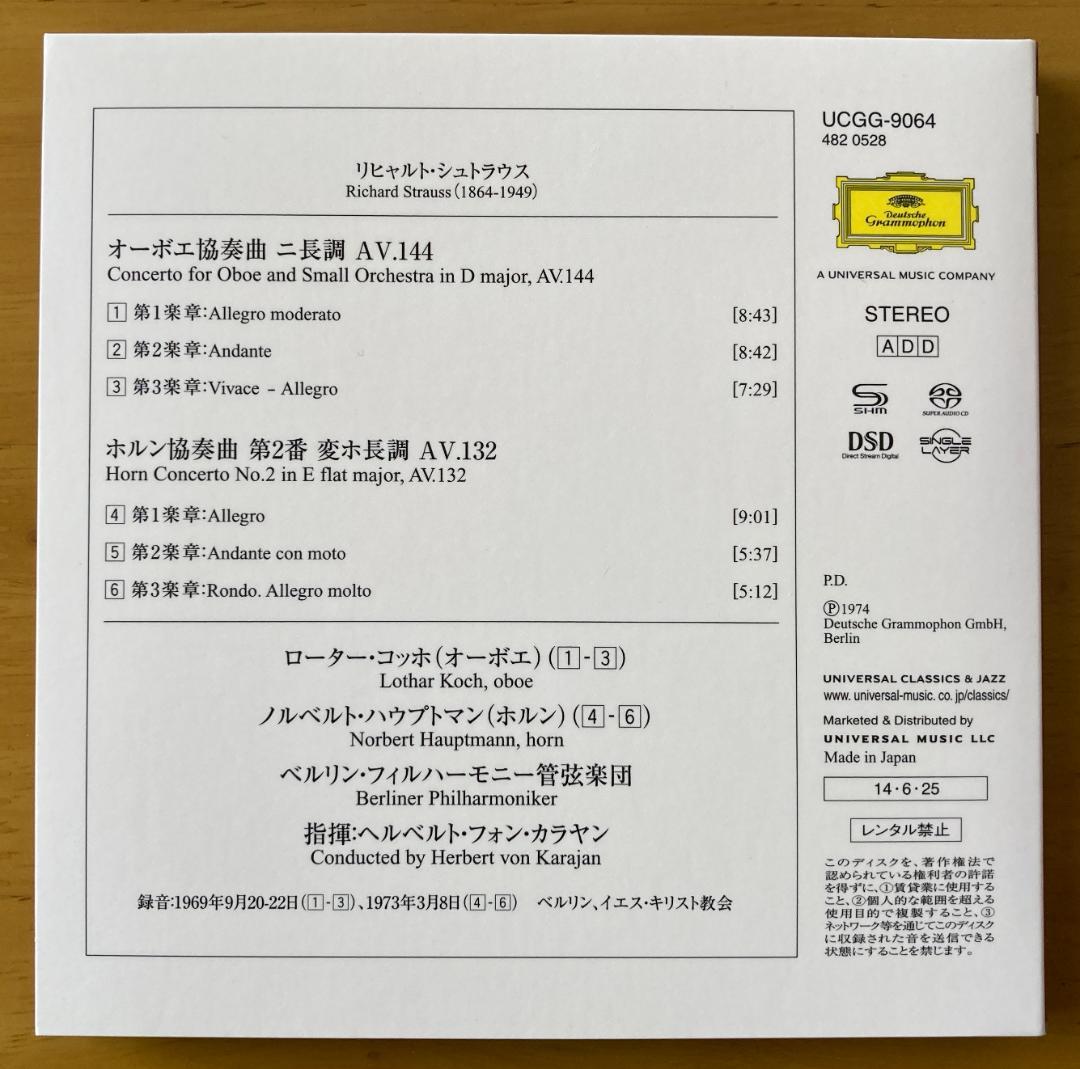 リヒャルト・シュトラウス
Richard Strauss (1864-1949)
オーボエ協奏曲 ニ長調 AV.144
Concerto for Oboe and Small Orchestra in D major, AV.144
1 第1楽章:Allegro moderato [8:43]
2 第2楽章:Andante [8:42]
3 第3楽章:Vivace – Allegro [7:29]
ホルン協奏曲 第2番 変ホ長調 AV.132
Horn Concerto No.2 in E flat major, AV.132
4 第1楽章:Allegro [9:01]
5 第2楽章:Andante con moto [5:37]
6 第3楽章:Rondo. Allegro molto [5:12]
ローター・コッホ(オーボエ) (1-3)
Lothar Koch, oboe
ノルベルト・ハウプトマン(ホルン) (4-6)
Norbert Hauptmann, horn
ベルリン・フィルハーモニー管弦楽団
Berliner Philharmoniker
指揮:ヘルベルト・フォン・カラヤン
Conducted by Herbert von Karajan
録音:1969年9月20-22日(1-3)、1973年3月8日(4-6) ベルリン、イエス・キリスト教会
UCGG-9064
482 0528
Deutsche
Grammophon
A UNIVERSAL MUSIC COMPANY
STEREO
ADD
SHM
SUPER AUDIO CD
DSD
Direct Stream Digital
SINGLE
LAYER
P.D.
Ⓟ1974
Deutsche Grammophon GmbH,
Berlin
UNIVERSAL CLASSICS & JAZZ
www. universal-music. co. jp/classics/
Marketed & Distributed by
UNIVERSAL MUSIC LLC
Made in Japan
14・6・25
レンタル禁止
このディスクを、著作権法で
認められている権利者の許諾
を得ずに、①賃貸業に使用する
こと、②個人的な範囲を超える
使用目的で複製すること、③
ネットワーク等を通じてこのディスク
に収録された音を送信できる
状態にすることを禁じます。